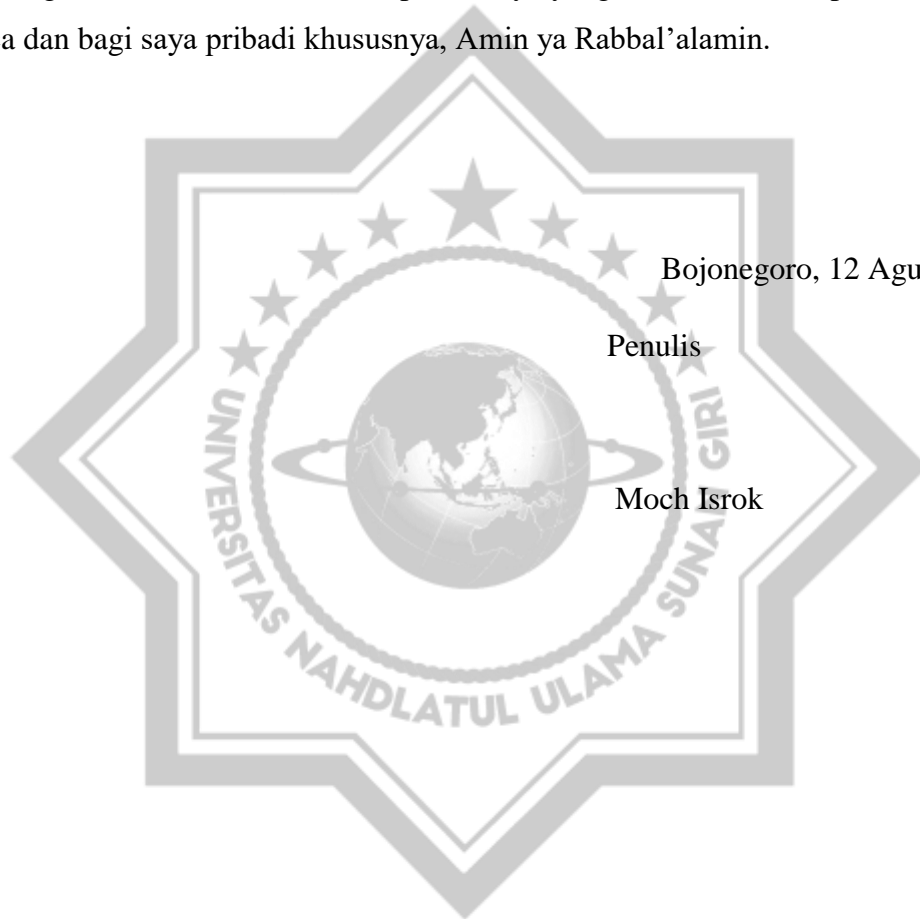 a dan bagi saya pribadi khususnya, Amin ya Rabbal’alamin.
Bojonegoro, 12 Agu
Penulis
Moch Isrok
UNIVERSITAS NAHDLATUL ULAMA SUNAN GIRI